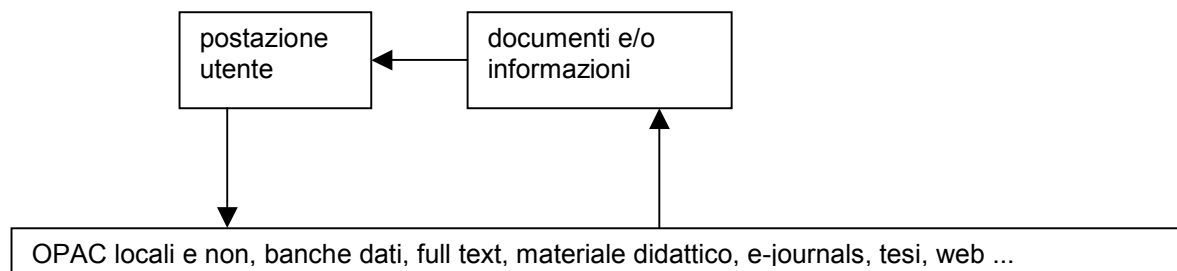 postazione
utente
documenti e/o
informazioni
OPAC locali e non, banche dati, full text, materiale didattico, e-journals, tesi, web ...